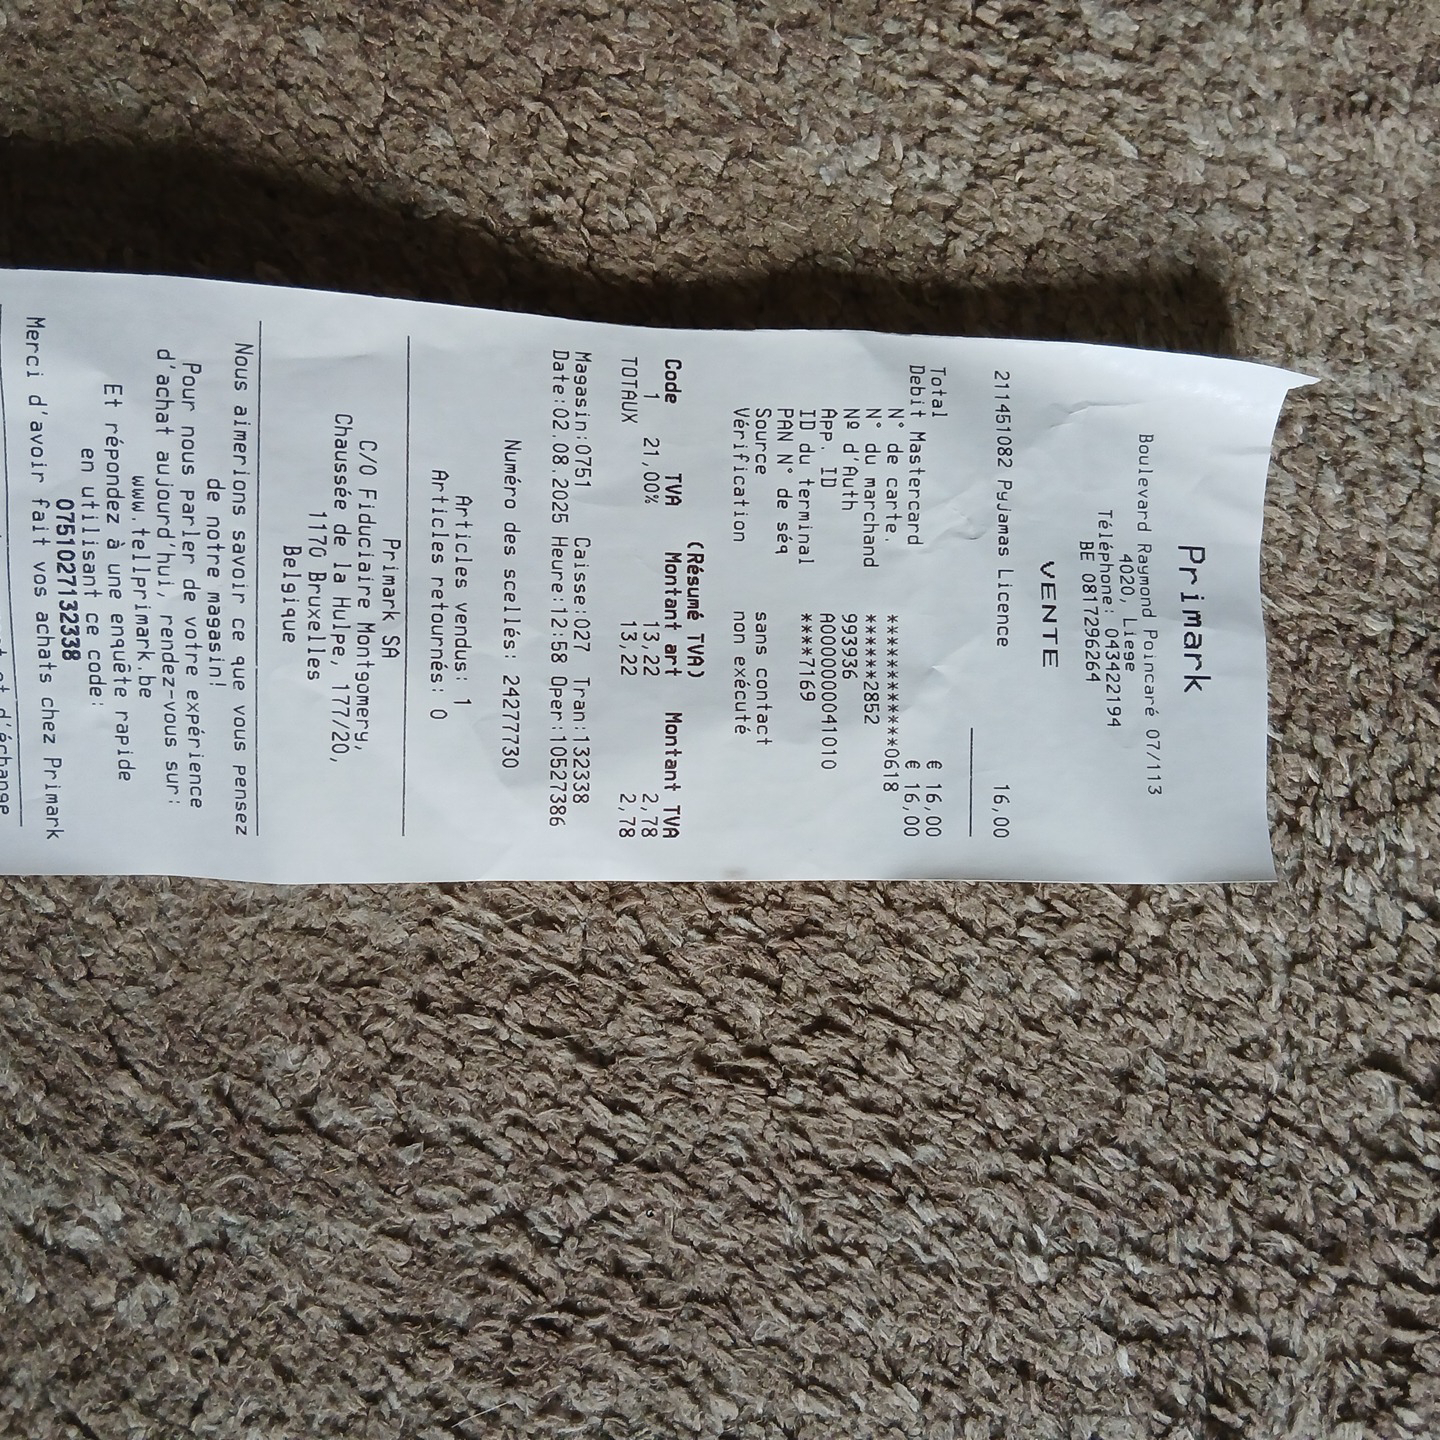 Primark
Boulevard Raymond Poincaré 07/113
4020, Liege
Téléphone: 043422194
BE 0817296264
VENTE
211451082 Pyjamas Licence 16,00
Total € 16,00
Debit Mastercard € 16,00
N° de carte. ************0618
N° du marchand ******2852
Nº d'Auth 993936
App. ID A0000000041010
ID du terminal ****7169
PAN N° de séq
Source sans contact
Vérification non exécuté
(Résumé TVA)
Code TVA Montant art Montant TVA
1 21,00% 13,22 2,78
TOTAUX 13,22 2,78
Magasin:0751 Caisse:027 Tran:132338
Date:02.08.2025 Heure:12:58 Oper:10527386
Numéro des scellés: 24277730
Articles vendus: 1
Articles retournés: 0
Primark SA
C/O Fiduciaire Montgomery,
Chaussée de la Hulpe, 177/20,
1170 Bruxelles
Belgique
Nous aimerions savoir ce que vous pensez
de notre magasin!
Pour nous parler de votre expérience
d'achat aujourd'hui, rendez-vous sur:
www.tellprimark.be
Et répondez à une enquête rapide
en utilisant ce code:
0751027132338
Merci d'avoir fait vos achats chez Primark
d'échange